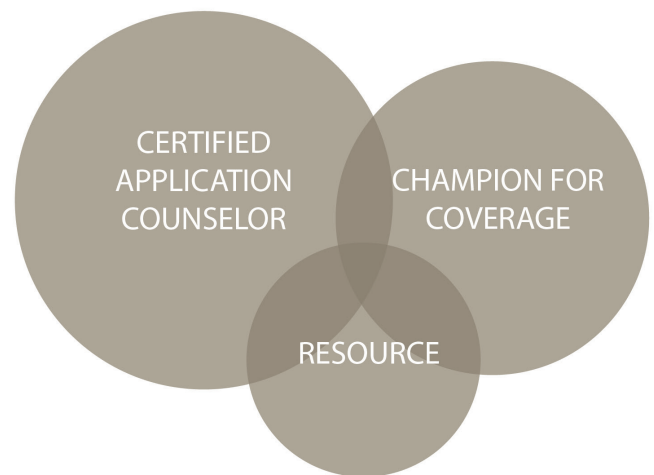 CERTIFIED
APPLICATION
COUNSELOR
CHAMPION FOR
COVERAGE
RESOURCE